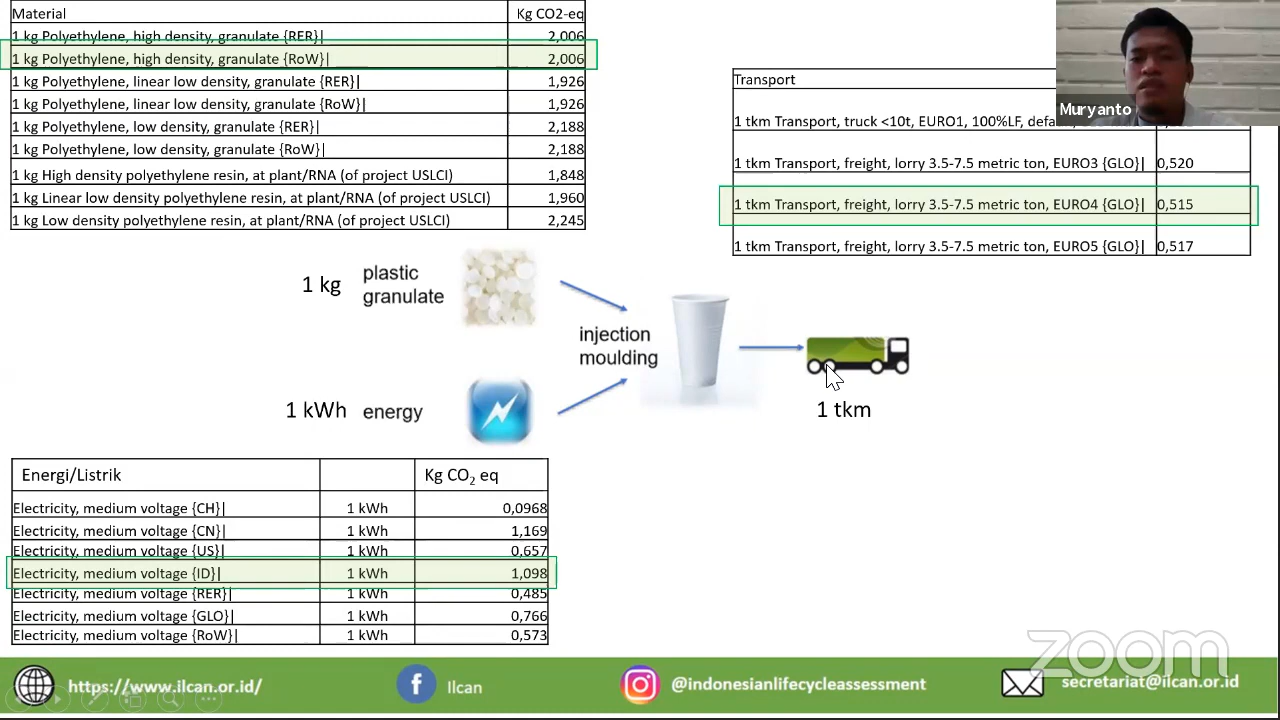 Material Kg CO2-eq
1 kg Polyethylene, high density, granulate {RER}| 2,006
1 kg Polyethylene, high density, granulate {RoW}| 2,006
1 kg Polyethylene, linear low density, granulate {RER}| 1,926
1 kg Polyethylene, linear low density, granulate {RoW}| 1,926
1 kg Polyethylene, low density, granulate {RER}| 2,188
1 kg Polyethylene, low density, granulate {RoW}| 2,188
1 kg High density polyethylene resin, at plant/RNA (of project USLCI) 1,848
1 kg Linear low density polyethylene resin, at plant/RNA (of project USLCI) 1,960
1 kg Low density polyethylene resin, at plant/RNA (of project USLCI) 2,245
Transport
Muryanto
1 tkm Transport, truck <10t, EURO1, 100%LF,
1 tkm Transport, freight, lorry 3.5-7.5 metric ton, EURO3 {GLO}| 0,520
1 tkm Transport, freight, lorry 3.5-7.5 metric ton, EURO4 {GLO}| 0,515
1 tkm Transport, freight, lorry 3.5-7.5 metric ton, EURO5 {GLO}| 0,517
1 kg plastic
granulate
injection
moulding
1 kWh energy
1 tkm
Energi/Listrik Kg CO₂ eq
Electricity, medium voltage {CH}| 1 kWh 0,0968
Electricity, medium voltage {CN}| 1 kWh 1,169
Electricity, medium voltage {US}| 1 kWh 0,657
Electricity, medium voltage {ID}| 1 kWh 1,098
Electricity, medium voltage {RER}| 1 kWh 0,485
Electricity, medium voltage {GLO}| 1 kWh 0,766
Electricity, medium voltage {RoW}| 1 kWh 0,573
zoom
https://www.ilcan.or.id/ Ilcan @indonesianlifecycleassessment secretariat@ilcan.or.id